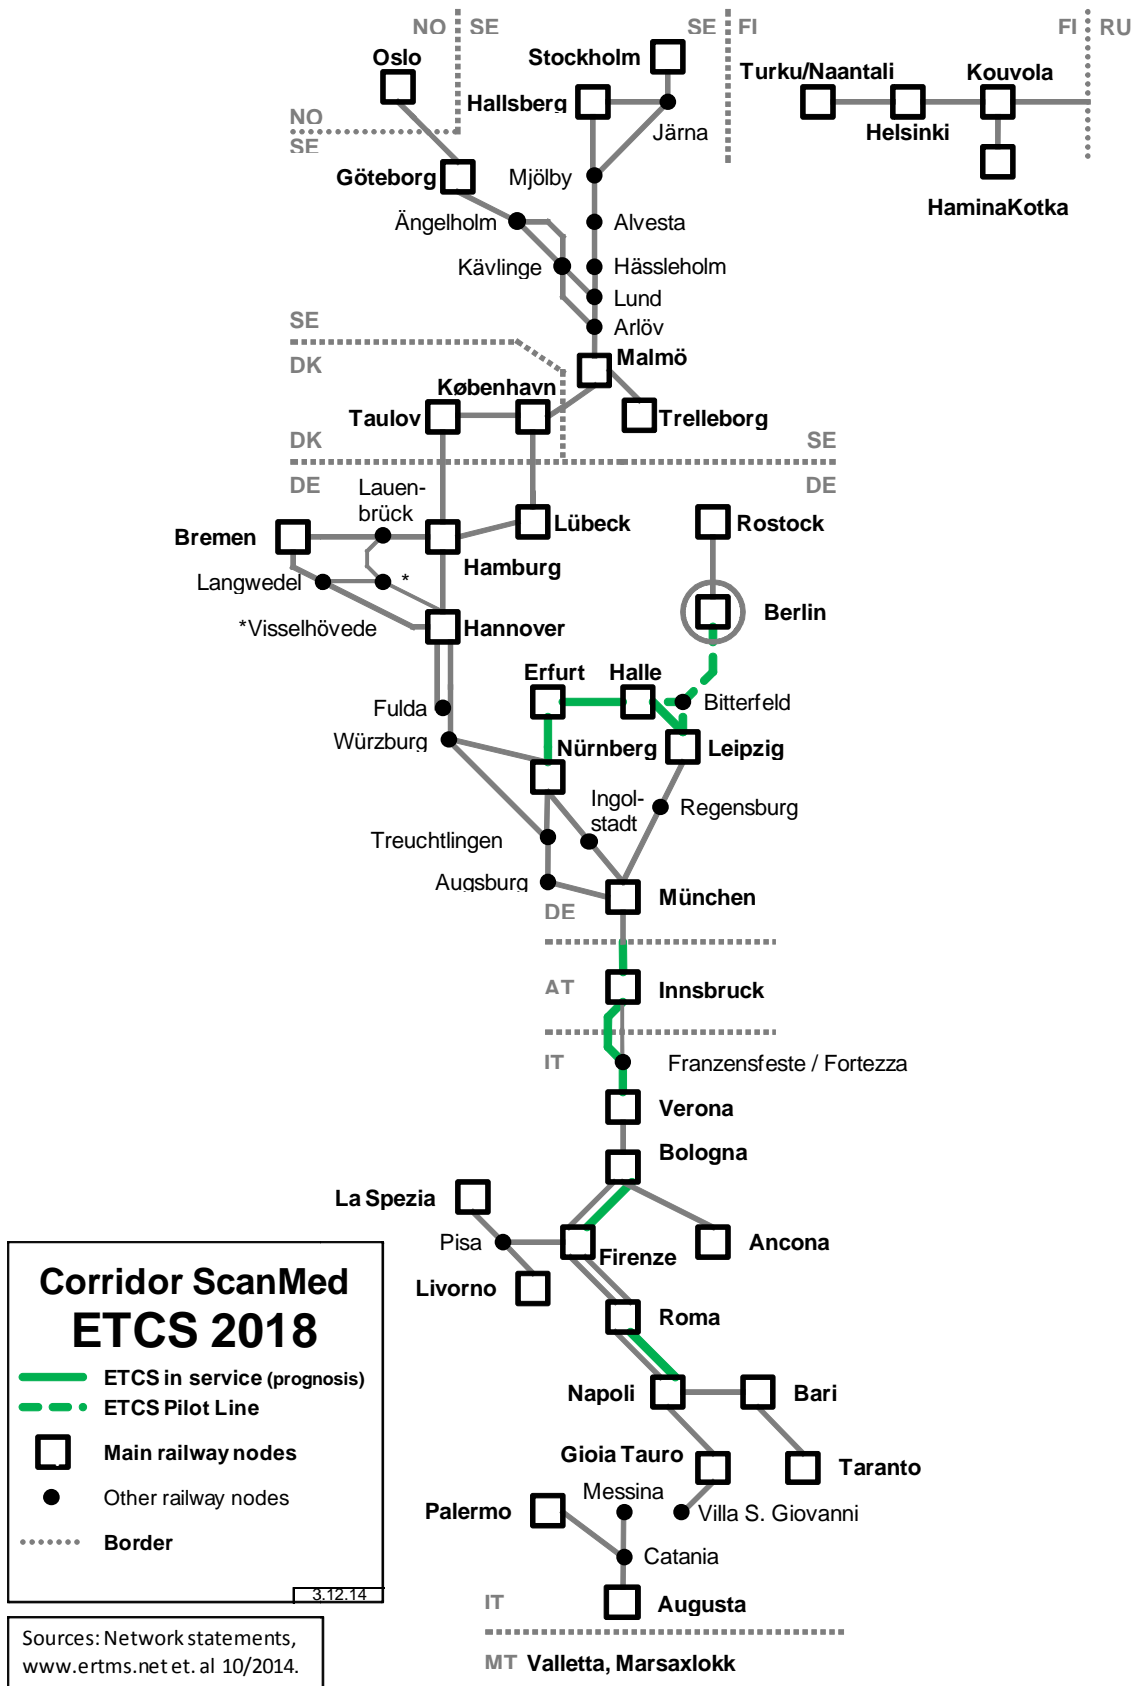 NO SE SE FI FI RU
Oslo
Stockholm
Turku/Naantali
Kouvola
Hallsberg
NO
SE
Järna
Helsinki
Göteborg
Mjölby
HaminaKotka
Ängelholm
Alvesta
Kävlinge
Hässleholm
Lund
SE
Arlöv
DK
Malmö
København
Taulov
Trelleborg
DK
SE
DE
DE
Lauen-
brück
Bremen
Lübeck
Rostock
Hamburg
Langwedel
*
Berlin
*Visselhövede
Hannover
Erfurt
Halle
Fulda
Bitterfeld
Würzburg
Nürnberg
Leipzig
Ingol-
stadt
Regensburg
Treuchtlingen
Augsburg
München
DE
AT
Innsbruck
IT
Franzensfeste / Fortezza
Verona
Bologna
La Spezia
Pisa
Firenze
Ancona
Livorno
Roma
Napoli
Bari
Gioia Tauro
Taranto
Messina
Palermo
Villa S. Giovanni
Catania
IT
Augusta
MT Valletta, Marsaxlokk
Corridor ScanMed
ETCS 2018
ETCS in service (prognosis)
ETCS Pilot Line
Main railway nodes
Other railway nodes
Border
3.12.14
Sources: Network statements,
www.ertms.net et. al 10/2014.